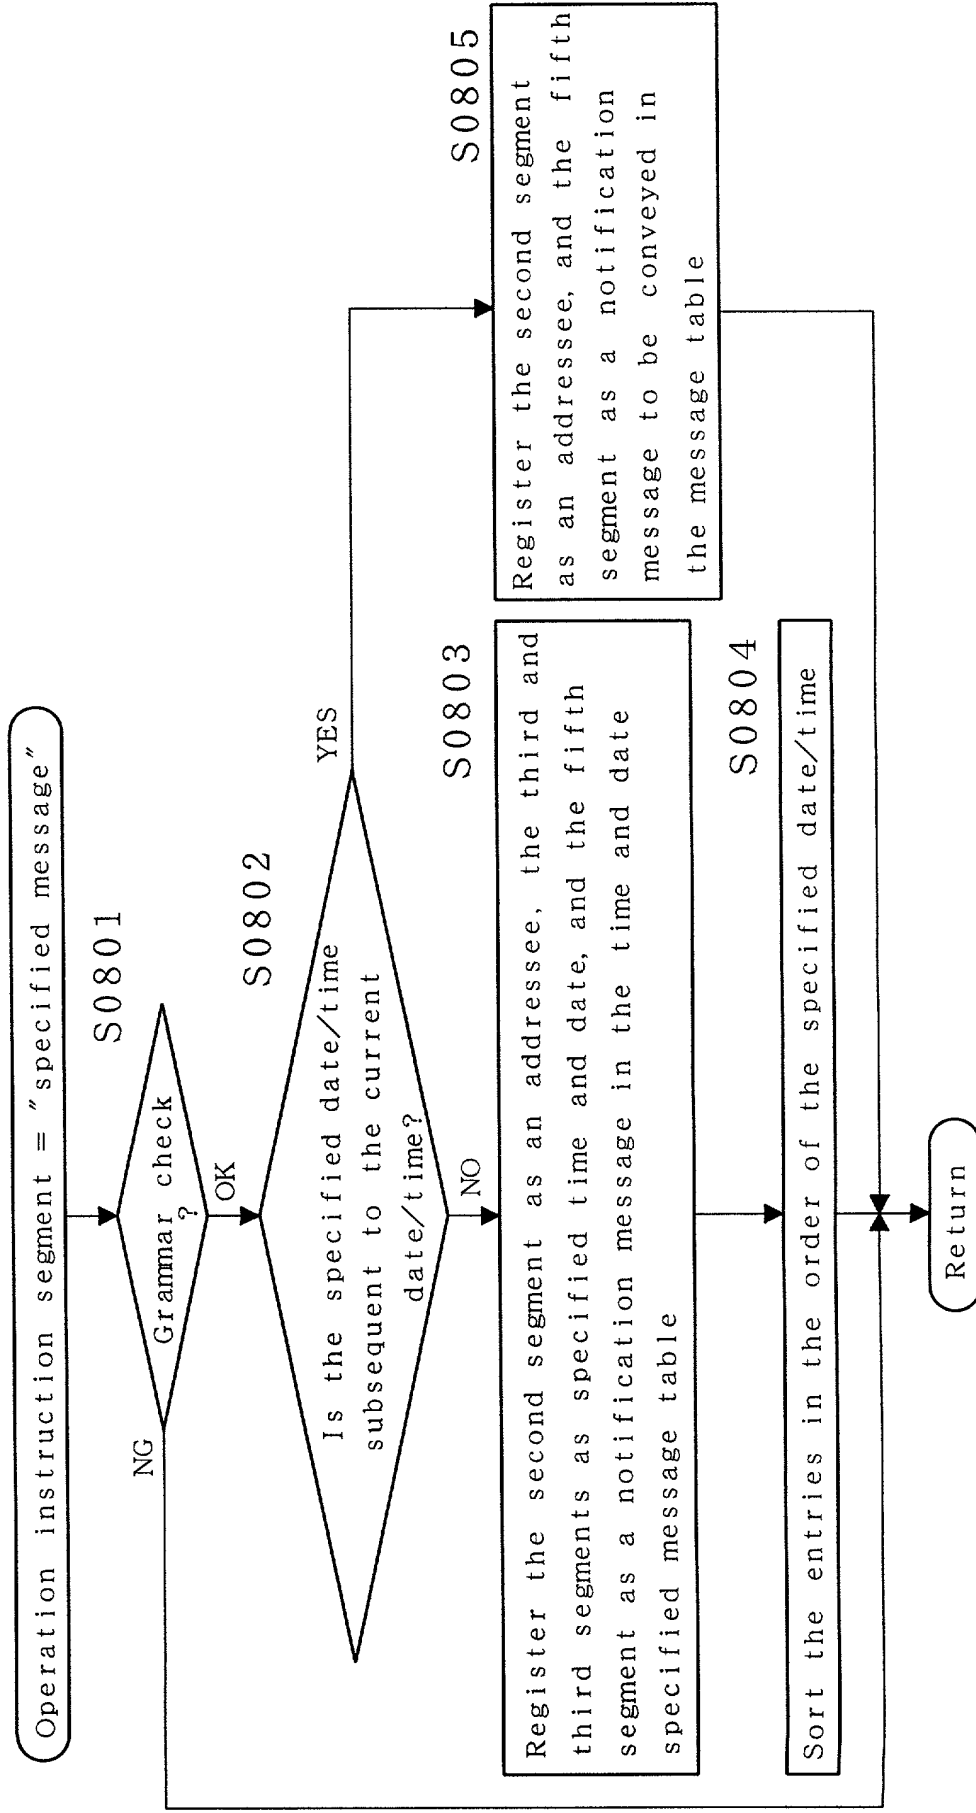 Operation instruction segment = "specified message"
S0801
Grammar check
?
NG
OK
S0802
Is the specified date/time
subsequent to the current
date/time?
YES
NO
S0803
Register the second segment as an addressee, the third and
third segments as specified time and date, and the fifth
segment as a notification message in the time and date
specified message table
S0805
Register the second segment
as an addressee, and the fifth
segment as a notification
message to be conveyed in
the message table
S0804
Sort the entries in the order of the specified date/time
Return